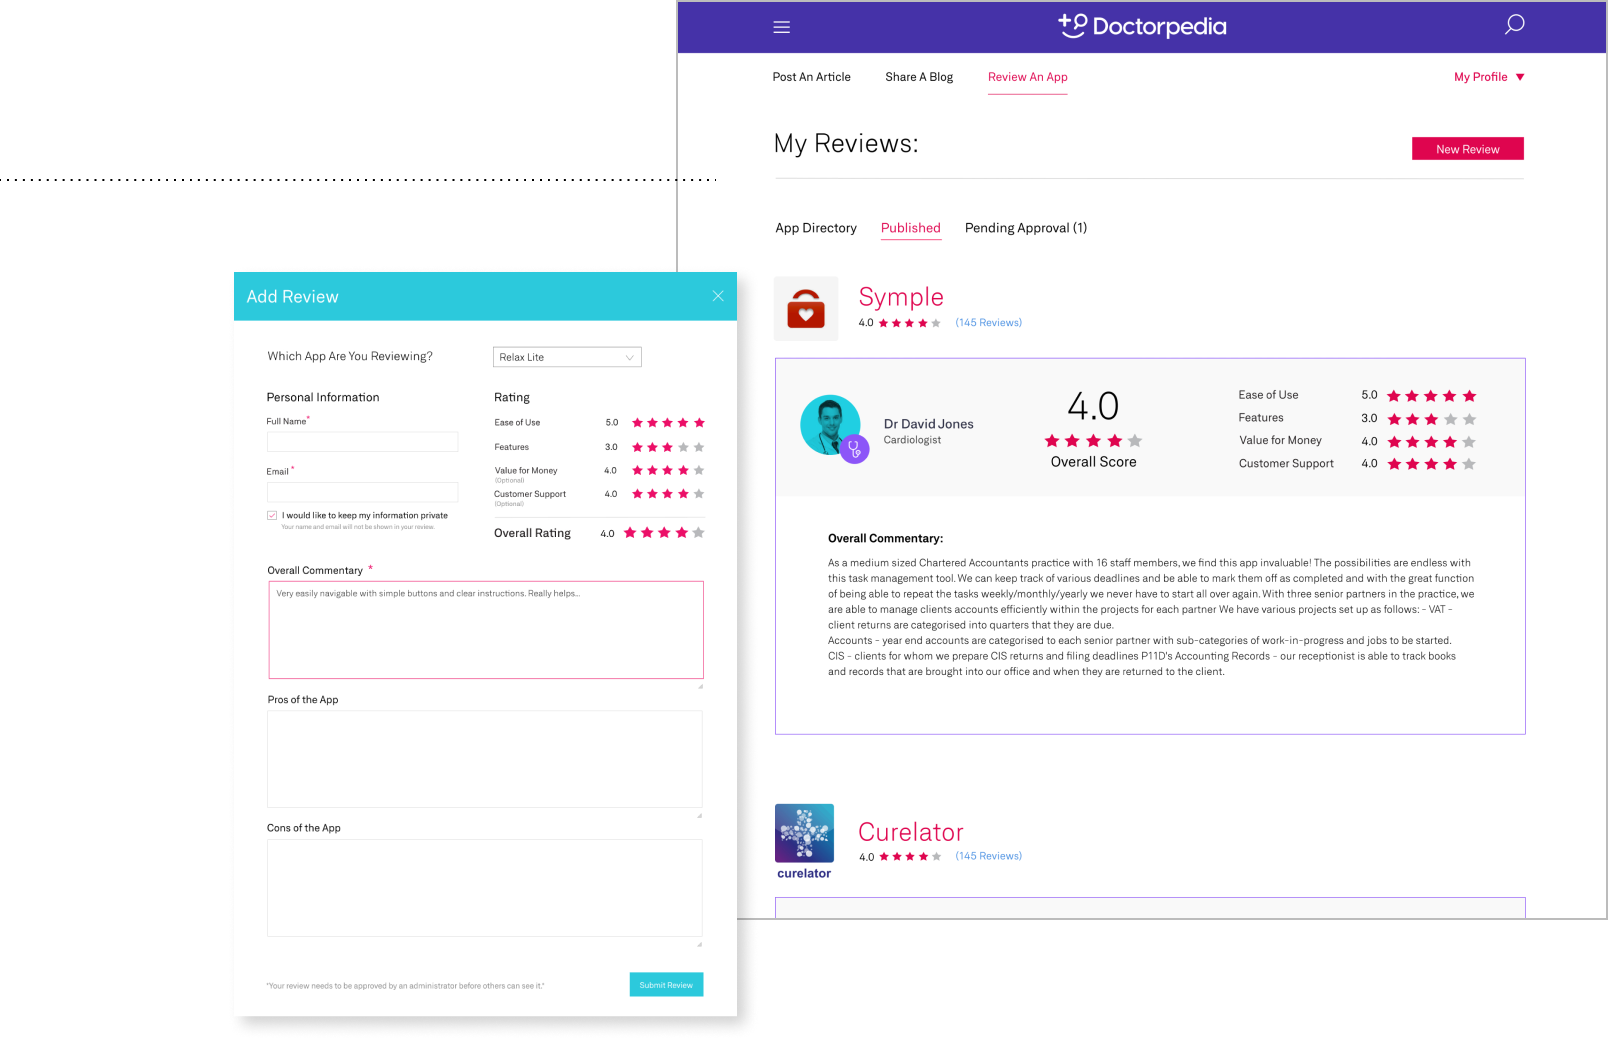 Doctorpedia
Post An Article
Share A Blog
Review An App
My Profile
My Reviews:
New Review
App Directory
Published
Pending Approval (1)
Symple
4.0
(145 Reviews)
Dr David Jones
Cardiologist
4.0
Overall Score
Ease of Use 5.0
Features 3.0
Value for Money 4.0
Customer Support 4.0
Overall Commentary:
As a medium sized Chartered Accountants practice with 16 staff members, we find this app invaluable! The possibilities are endless with
this task management tool. We can keep track of various deadlines and be able to mark them off as completed and with the great function
of being able to repeat the tasks weekly/monthly/yearly we never have to start all over again. With three senior partners in the practice, we
are able to manage clients accounts efficiently within the projects for each partner We have various projects set up as follows: - VAT -
client returns are categorised into quarters that they are due.
Accounts - year end accounts are categorised to each senior partner with sub-categories of work-in-progress and jobs to be started.
CIS - clients for whom we prepare CIS returns and filing deadlines P11D's Accounting Records - our receptionist is able to track books
and records that are brought into our office and when they are returned to the client.
curelator
Curelator
4.0
(145 Reviews)
Add Review
Which App Are You Reviewing?
Relax Lite
Personal Information
Full Name*
Email *
I would like to keep my information private
Your name and email will not be shown in your review.
Rating
Ease of Use 5.0
Features 3.0
Value for Money 4.0
(Optional)
Customer Support 4.0
(Optional)
Overall Rating 4.0
Overall Commentary *
Very easily navigable with simple buttons and clear instructions. Really helps...
Pros of the App
Cons of the App
*Your review needs to be approved by an administrator before others can see it.*
Submit Review